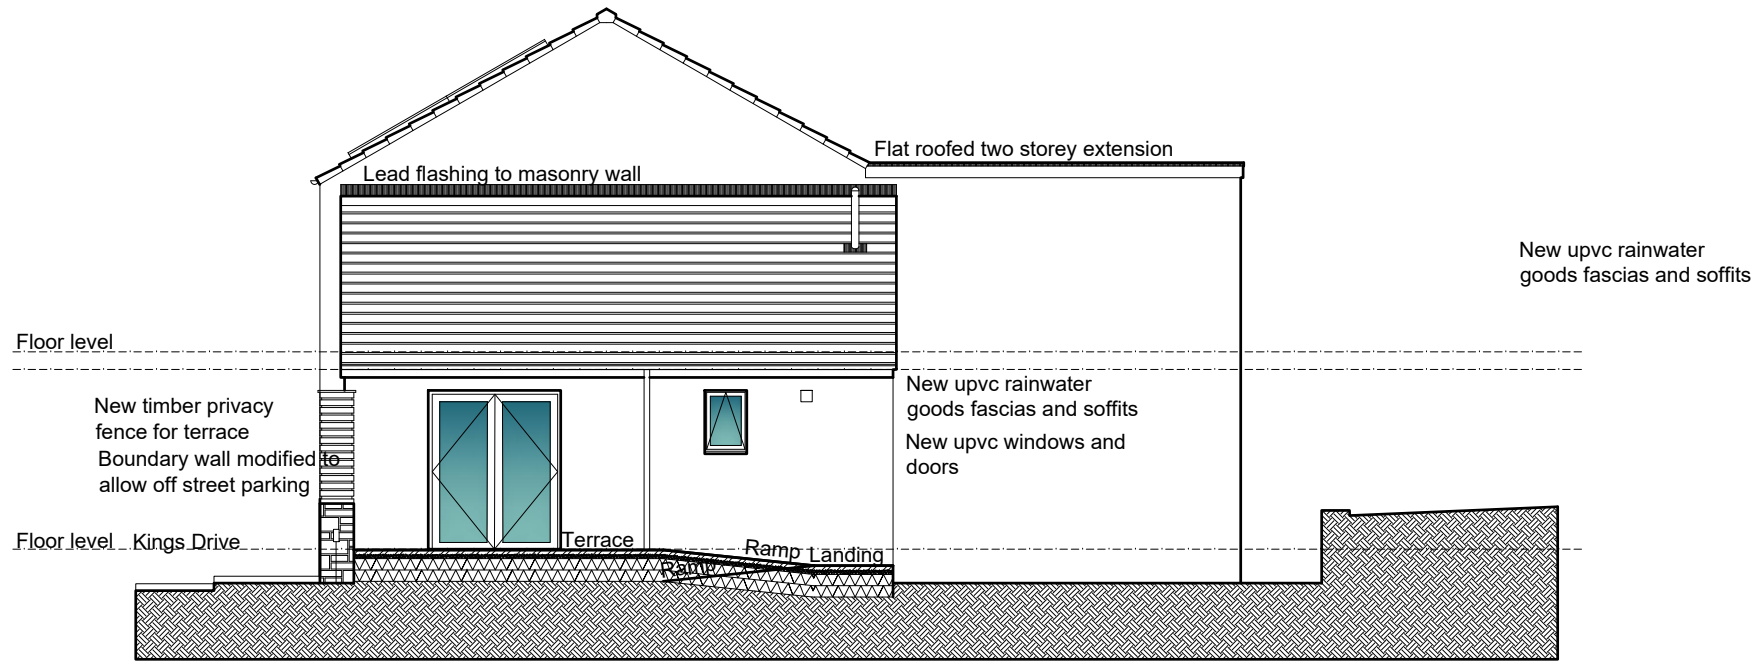 Flat roofed two storey extension
Lead flashing to masonry wall
New upvc rainwater
goods fascias and soffits
Floor level
New upvc rainwater
goods fascias and soffits
New timber privacy
fence for terrace
New upvc windows and
doors
Boundary wall modified to
allow off street parking
Floor level
Kings Drive
Terrace
Ramp
Landing
Ramp